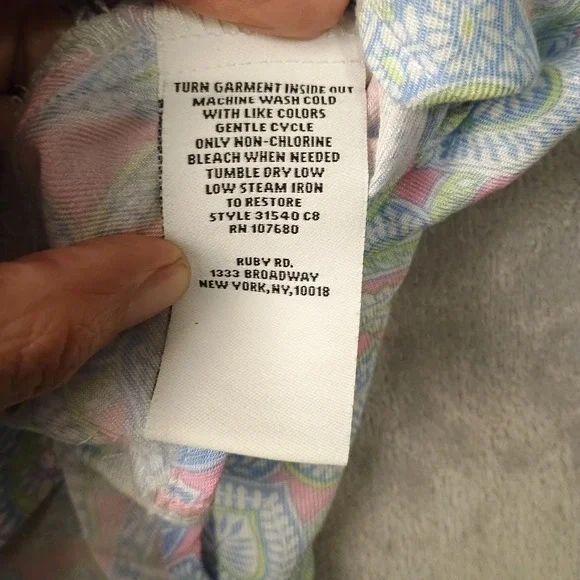 TURN GARMENT INSIDE OUT
MACHINE WASH COLD
WITH LIKE COLORS
GENTLE CYCLE
ONLY NON-CHLORINE
BLEACH WHEN NEEDED
TUMBLE DRY LOW
LOW STEAM IRON
TO RESTORE
STYLE 31540 C8
RN 107680
RUBY RD.
1333 BROADWAY
NEW YORK,NY,10018